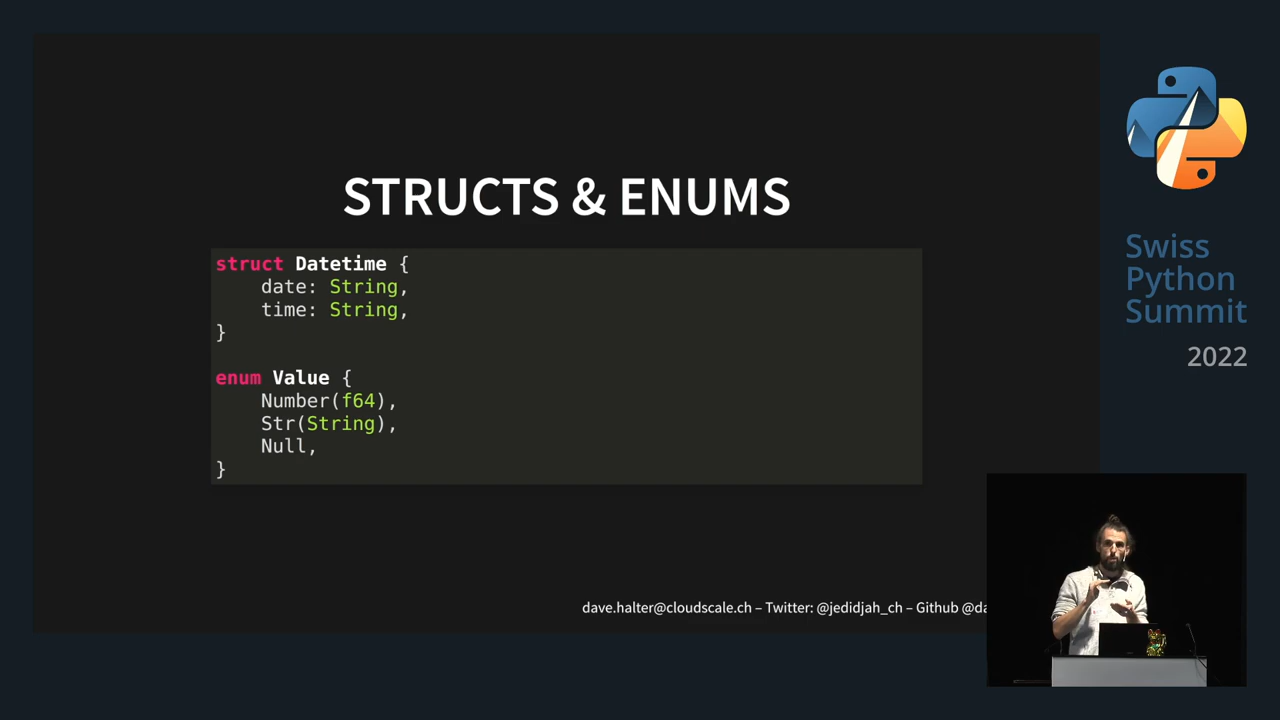 STRUCTS & ENUMS
struct Datetime {
    date: String,
    time: String,
}
enum Value {
    Number(f64),
    Str(String),
    Null,
}
dave.halter@cloudscale.ch – Twitter: @jedidjah_ch – Github @da
Swiss
Python
Summit
2022